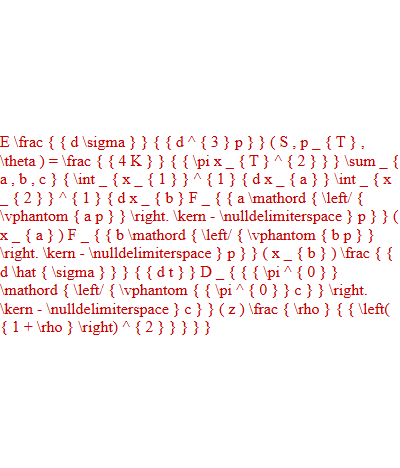 E \frac { { d \sigma } } { { d ^ { 3 } p } } ( S , p _ { T } ,
\theta ) = \frac { { 4 K } } { { \pi x _ { T } ^ { 2 } } } \sum _ {
a , b , c } { \int _ { x _ { 1 } } ^ { 1 } { d x _ { a } } \int _ { x
_ { 2 } } ^ { 1 } { d x _ { b } F _ { { a \mathord { \left/ {
\vphantom { a p } } \right. \kern - \nulldelimiterspace } p } } (
x _ { a } ) F _ { { b \mathord { \left/ { \vphantom { b p } }
\right. \kern - \nulldelimiterspace } p } } ( x _ { b } ) \frac { {
d \hat { \sigma } } } { { d t } } D _ { { { \pi ^ { 0 } }
\mathord { \left/ { \vphantom { { \pi ^ { 0 } } c } } \right.
\kern - \nulldelimiterspace } c } } ( z ) \frac { \rho } { { \left(
{ 1 + \rho } \right) ^ { 2 } } } } }